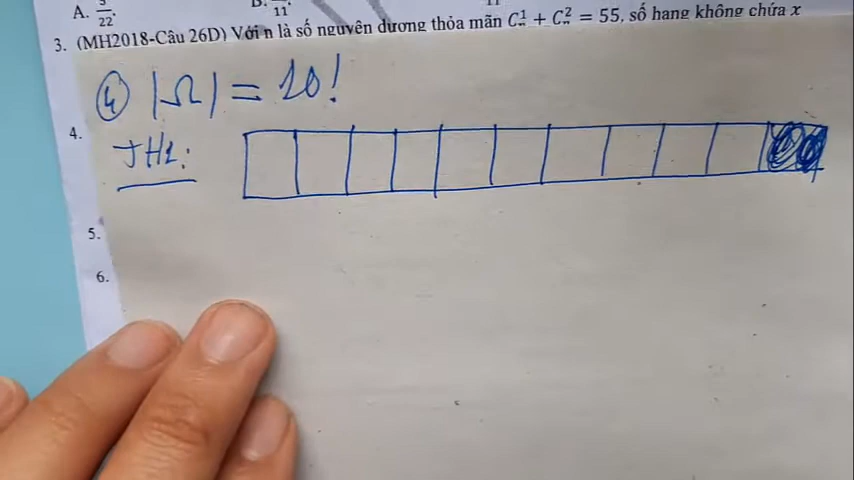 A. 5/22.
B. /11.
3. (MH2018-Câu 26D) Với n là số nguyên dương thỏa mãn C¹ₙ + C²ₙ = 55, số hạng không chứa x
④ |Ω| = 10!
4.
TH1:
5.
6.